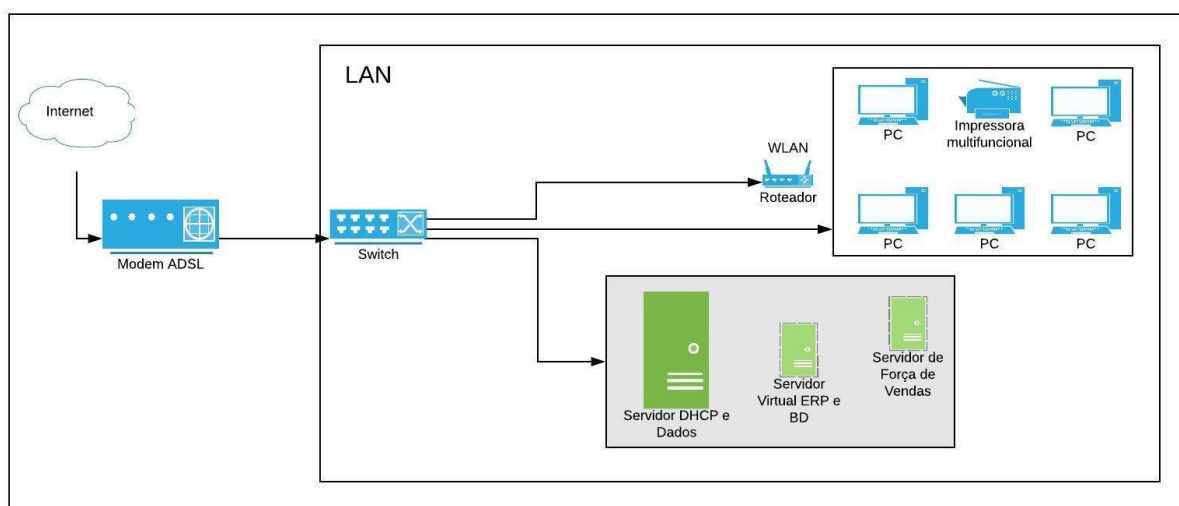 LAN
Internet
PC
Impressora
multifuncional
PC
WLAN
Roteador
PC
PC
PC
Modem ADSL
Switch
Servidor DHCP e
Dados
Servidor
Virtual ERP e
BD
Servidor de
Força de
Vendas